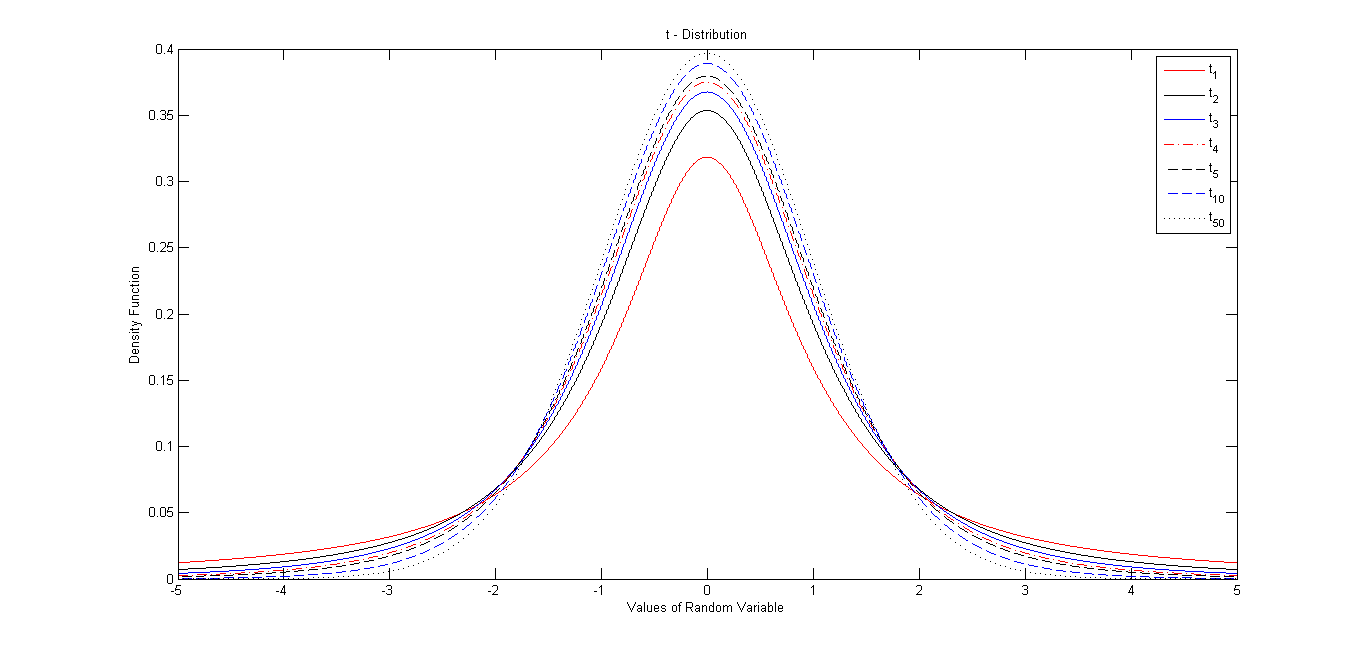 t - Distribution
0.4
0.35
0.3
0.25
0.2
0.15
0.1
0.05
0
Density Function
-5 -4 -3 -2 -1 0 1 2 3 4 5
Values of Random Variable
t1
t2
t3
t4
t5
t10
t50